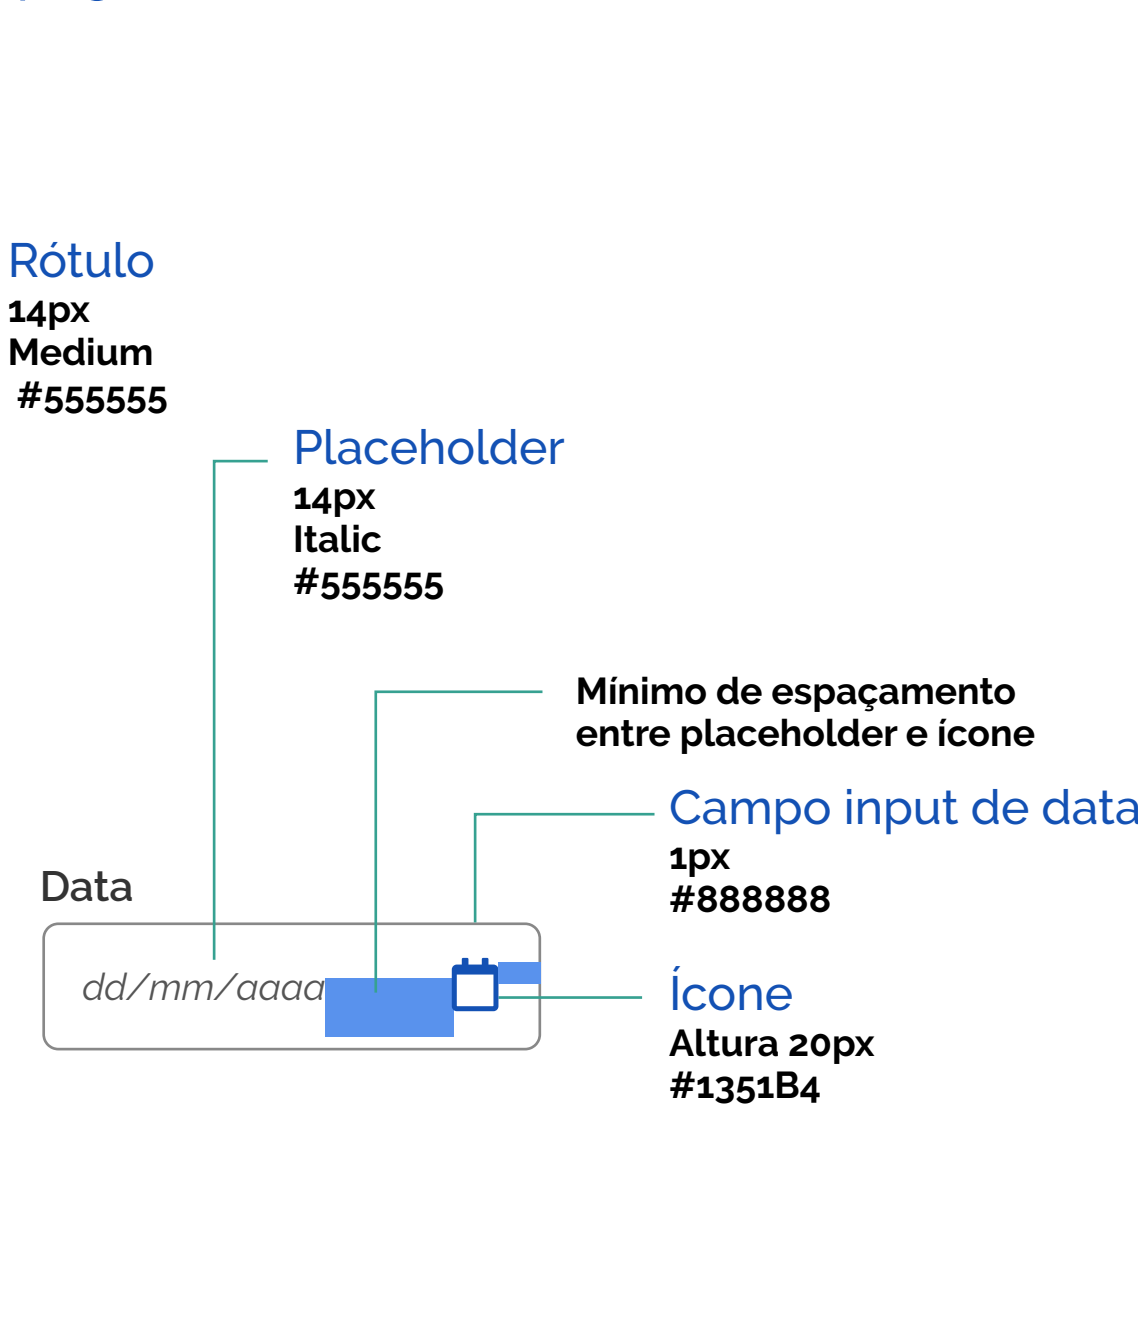 Rótulo
14px
Medium
#555555
Placeholder
14px
Italic
#555555
Mínimo de espaçamento
entre placeholder e ícone
Campo input de data
1px
#888888
Data
dd/mm/aaaa
Ícone
Altura 20px
#1351B4